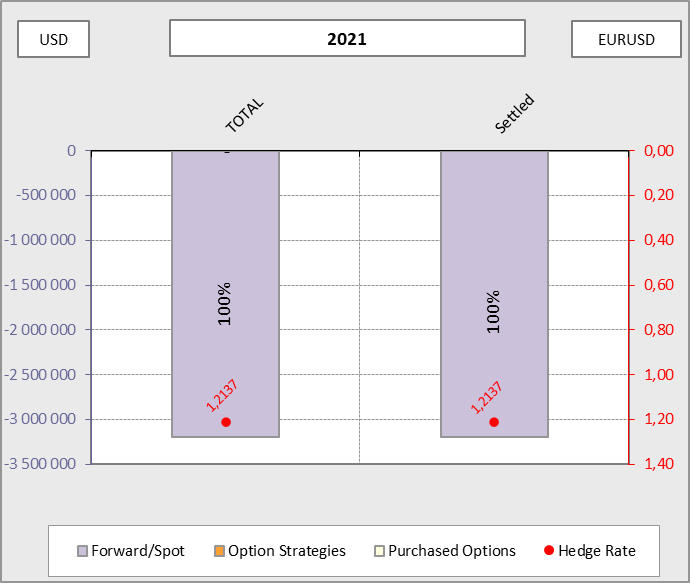 USD
2021
EURUSD
TOTAL
Settled
0
-500 000
-1 000 000
-1 500 000
-2 000 000
-2 500 000
-3 000 000
-3 500 000
100%
1,2137
100%
1,2137
0,00
0,20
0,40
0,60
0,80
1,00
1,20
1,40
Forward/Spot
Option Strategies
Purchased Options
Hedge Rate